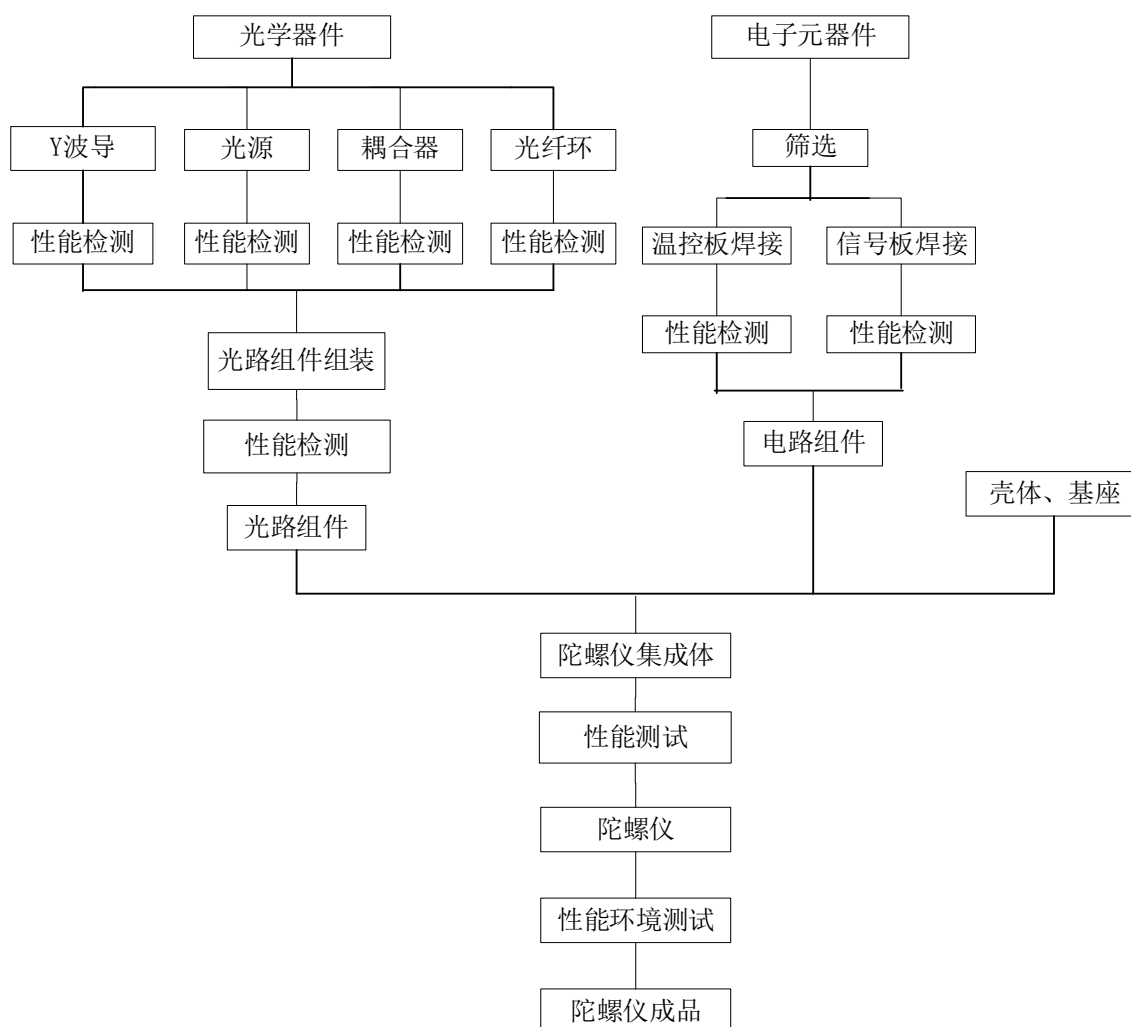 光学器件
电子元器件
Y波导
光源
耦合器
光纤环
筛选
性能检测
性能检测
性能检测
性能检测
温控板焊接
信号板焊接
性能检测
性能检测
光路组件组装
性能检测
电路组件
壳体、基座
光路组件
陀螺仪集成体
性能测试
陀螺仪
性能环境测试
陀螺仪成品